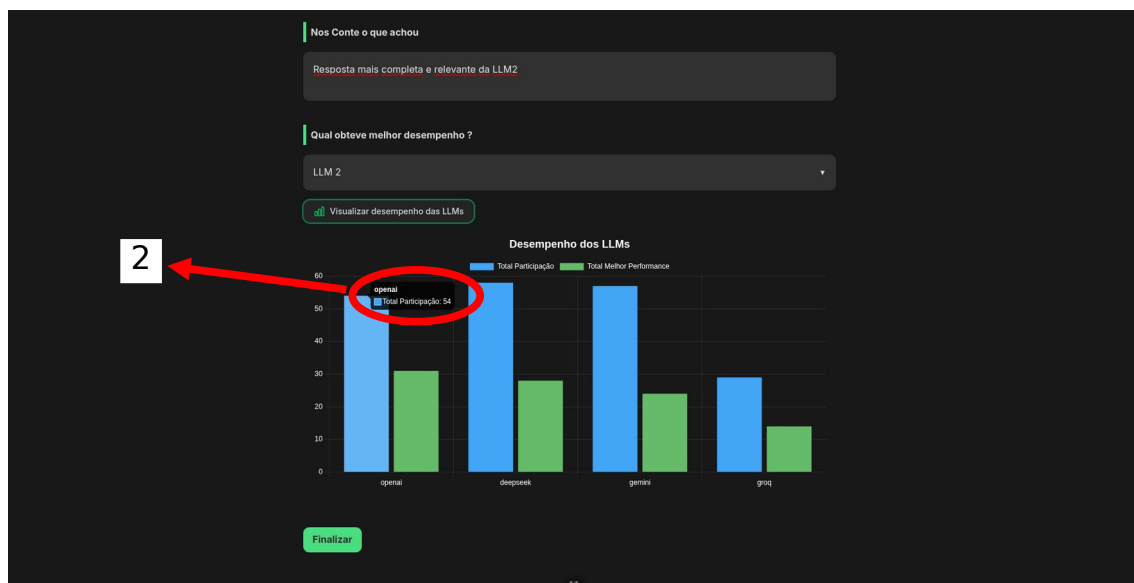 Nos Conte o que achou
Resposta mais completa e relevante da LLM2
Qual obteve melhor desempenho ?
LLM 2
Visualizar desempenho das LLMs
2
Desempenho dos LLMs
Total Participação Total Melhor Performance
60
openai
Total Participação: 54
50
40
30
20
10
0
openai deepseek gemini groq
Finalizar